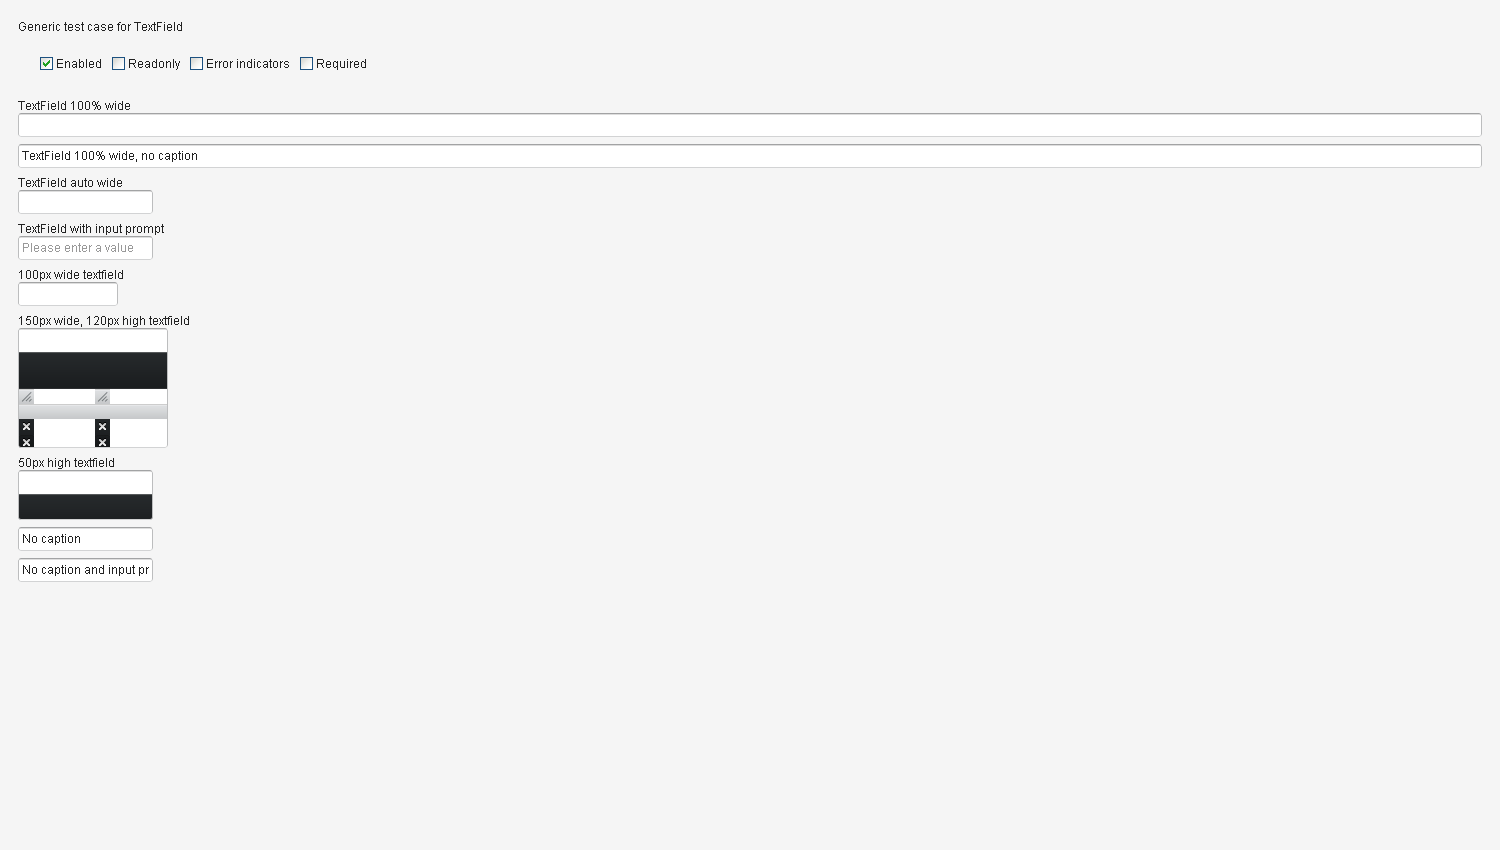 Generic test case for TextField
Enabled Readonly Error indicators Required
TextField 100% wide
TextField 100% wide, no caption
TextField auto wide
TextField with input prompt
Please enter a value
100px wide textfield
150px wide, 120px high textfield
50px high textfield
No caption
No caption and input pr